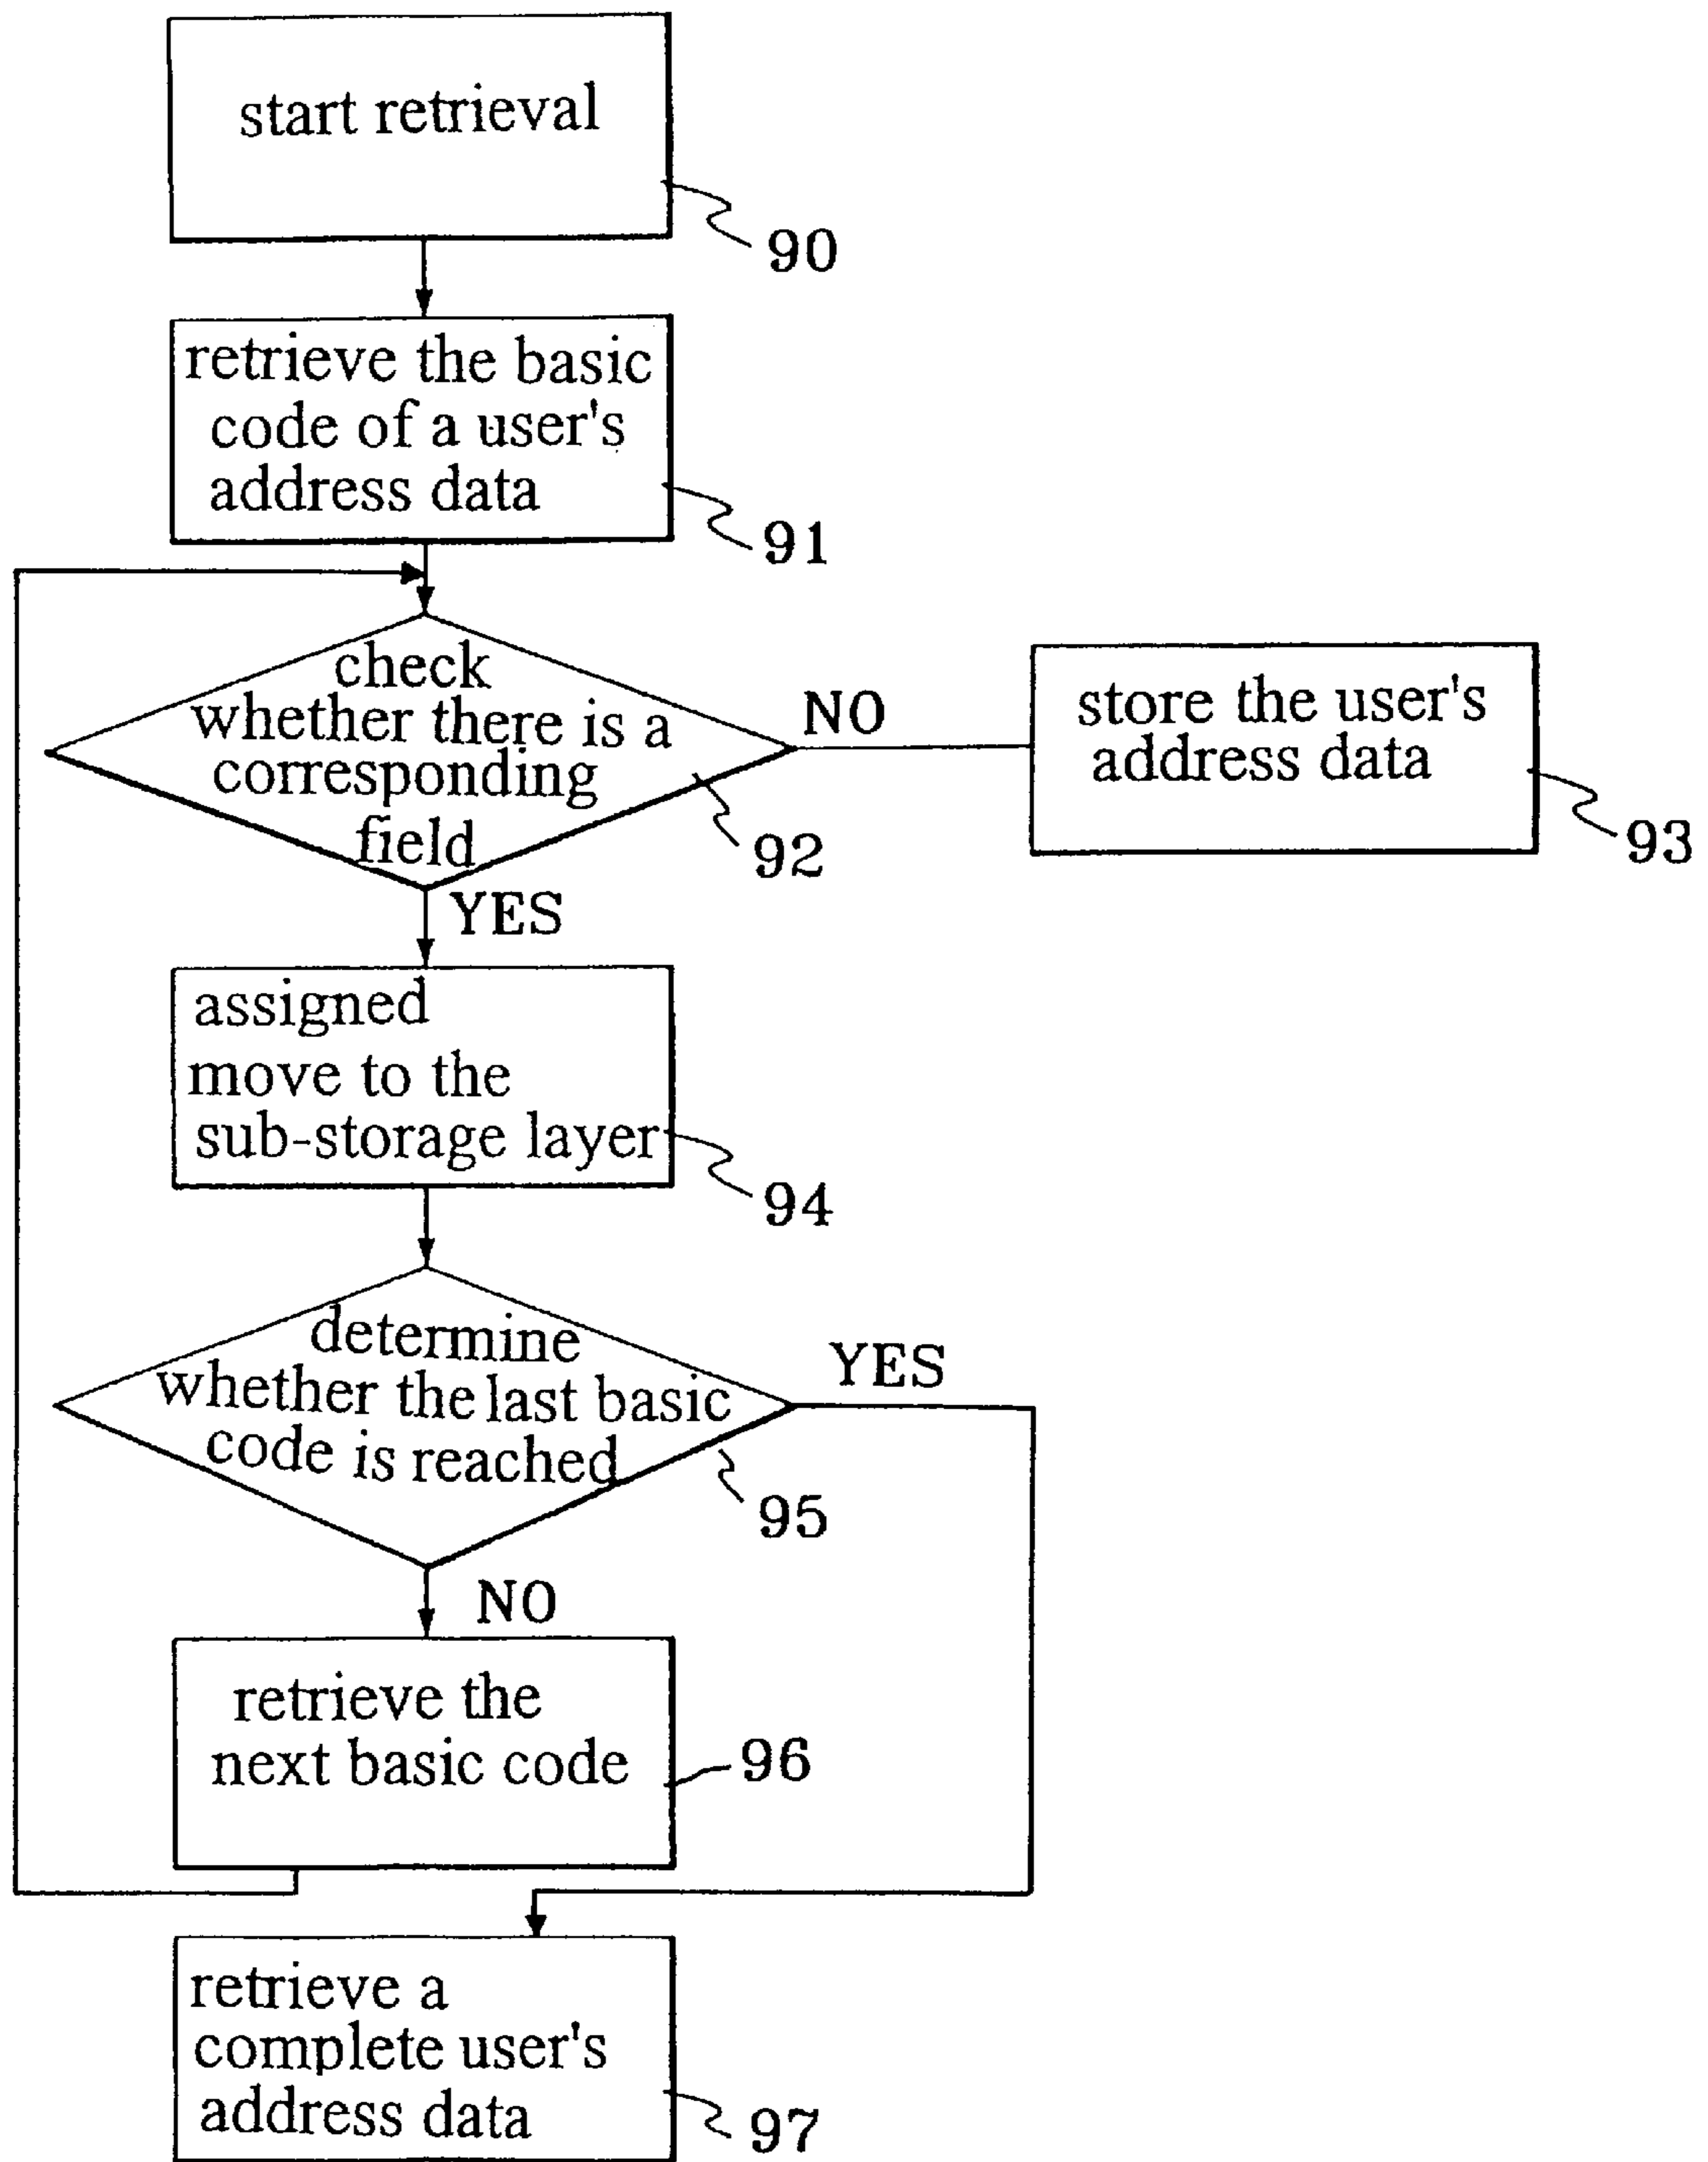 start retrieval
90
retrieve the basic
code of a user's
address data
91
check
whether there is a
corresponding
field
92
NO
store the user's
address data
93
YES
assigned
move to the
sub-storage layer
94
determine
whether the last basic
code is reached
95
YES
NO
retrieve the
next basic code
96
retrieve a
complete user's
address data
97